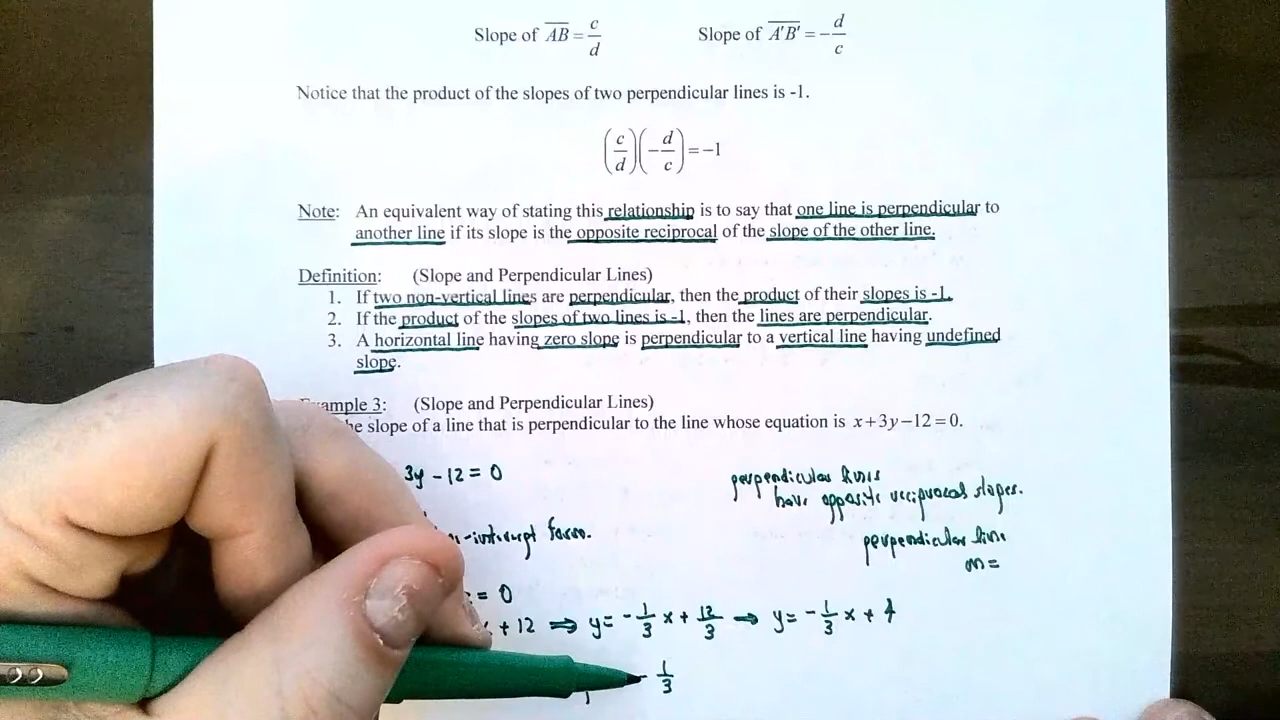 Slope of AB = c/d    Slope of A'B' = -d/c
Notice that the product of the slopes of two perpendicular lines is -1.
(c/d)(-d/c) = -1
Note: An equivalent way of stating this relationship is to say that one line is perpendicular to
another line if its slope is the opposite reciprocal of the slope of the other line.
Definition: (Slope and Perpendicular Lines)
1. If two non-vertical lines are perpendicular, then the product of their slopes is -1.
2. If the product of the slopes of two lines is -1, then the lines are perpendicular.
3. A horizontal line having zero slope is perpendicular to a vertical line having undefined
slope.
ample 3: (Slope and Perpendicular Lines)
slope of a line that is perpendicular to the line whose equation is x+3y−12=0.
3y - 12 = 0
perpendicular lines
have opposite reciprocal slopes.
-intercept form.
perpendicular line
m =
= 0
+ 12 ⇒ y = -1/3 x + 12/3 ⇒ y = -1/3 x + 4
- 1/3